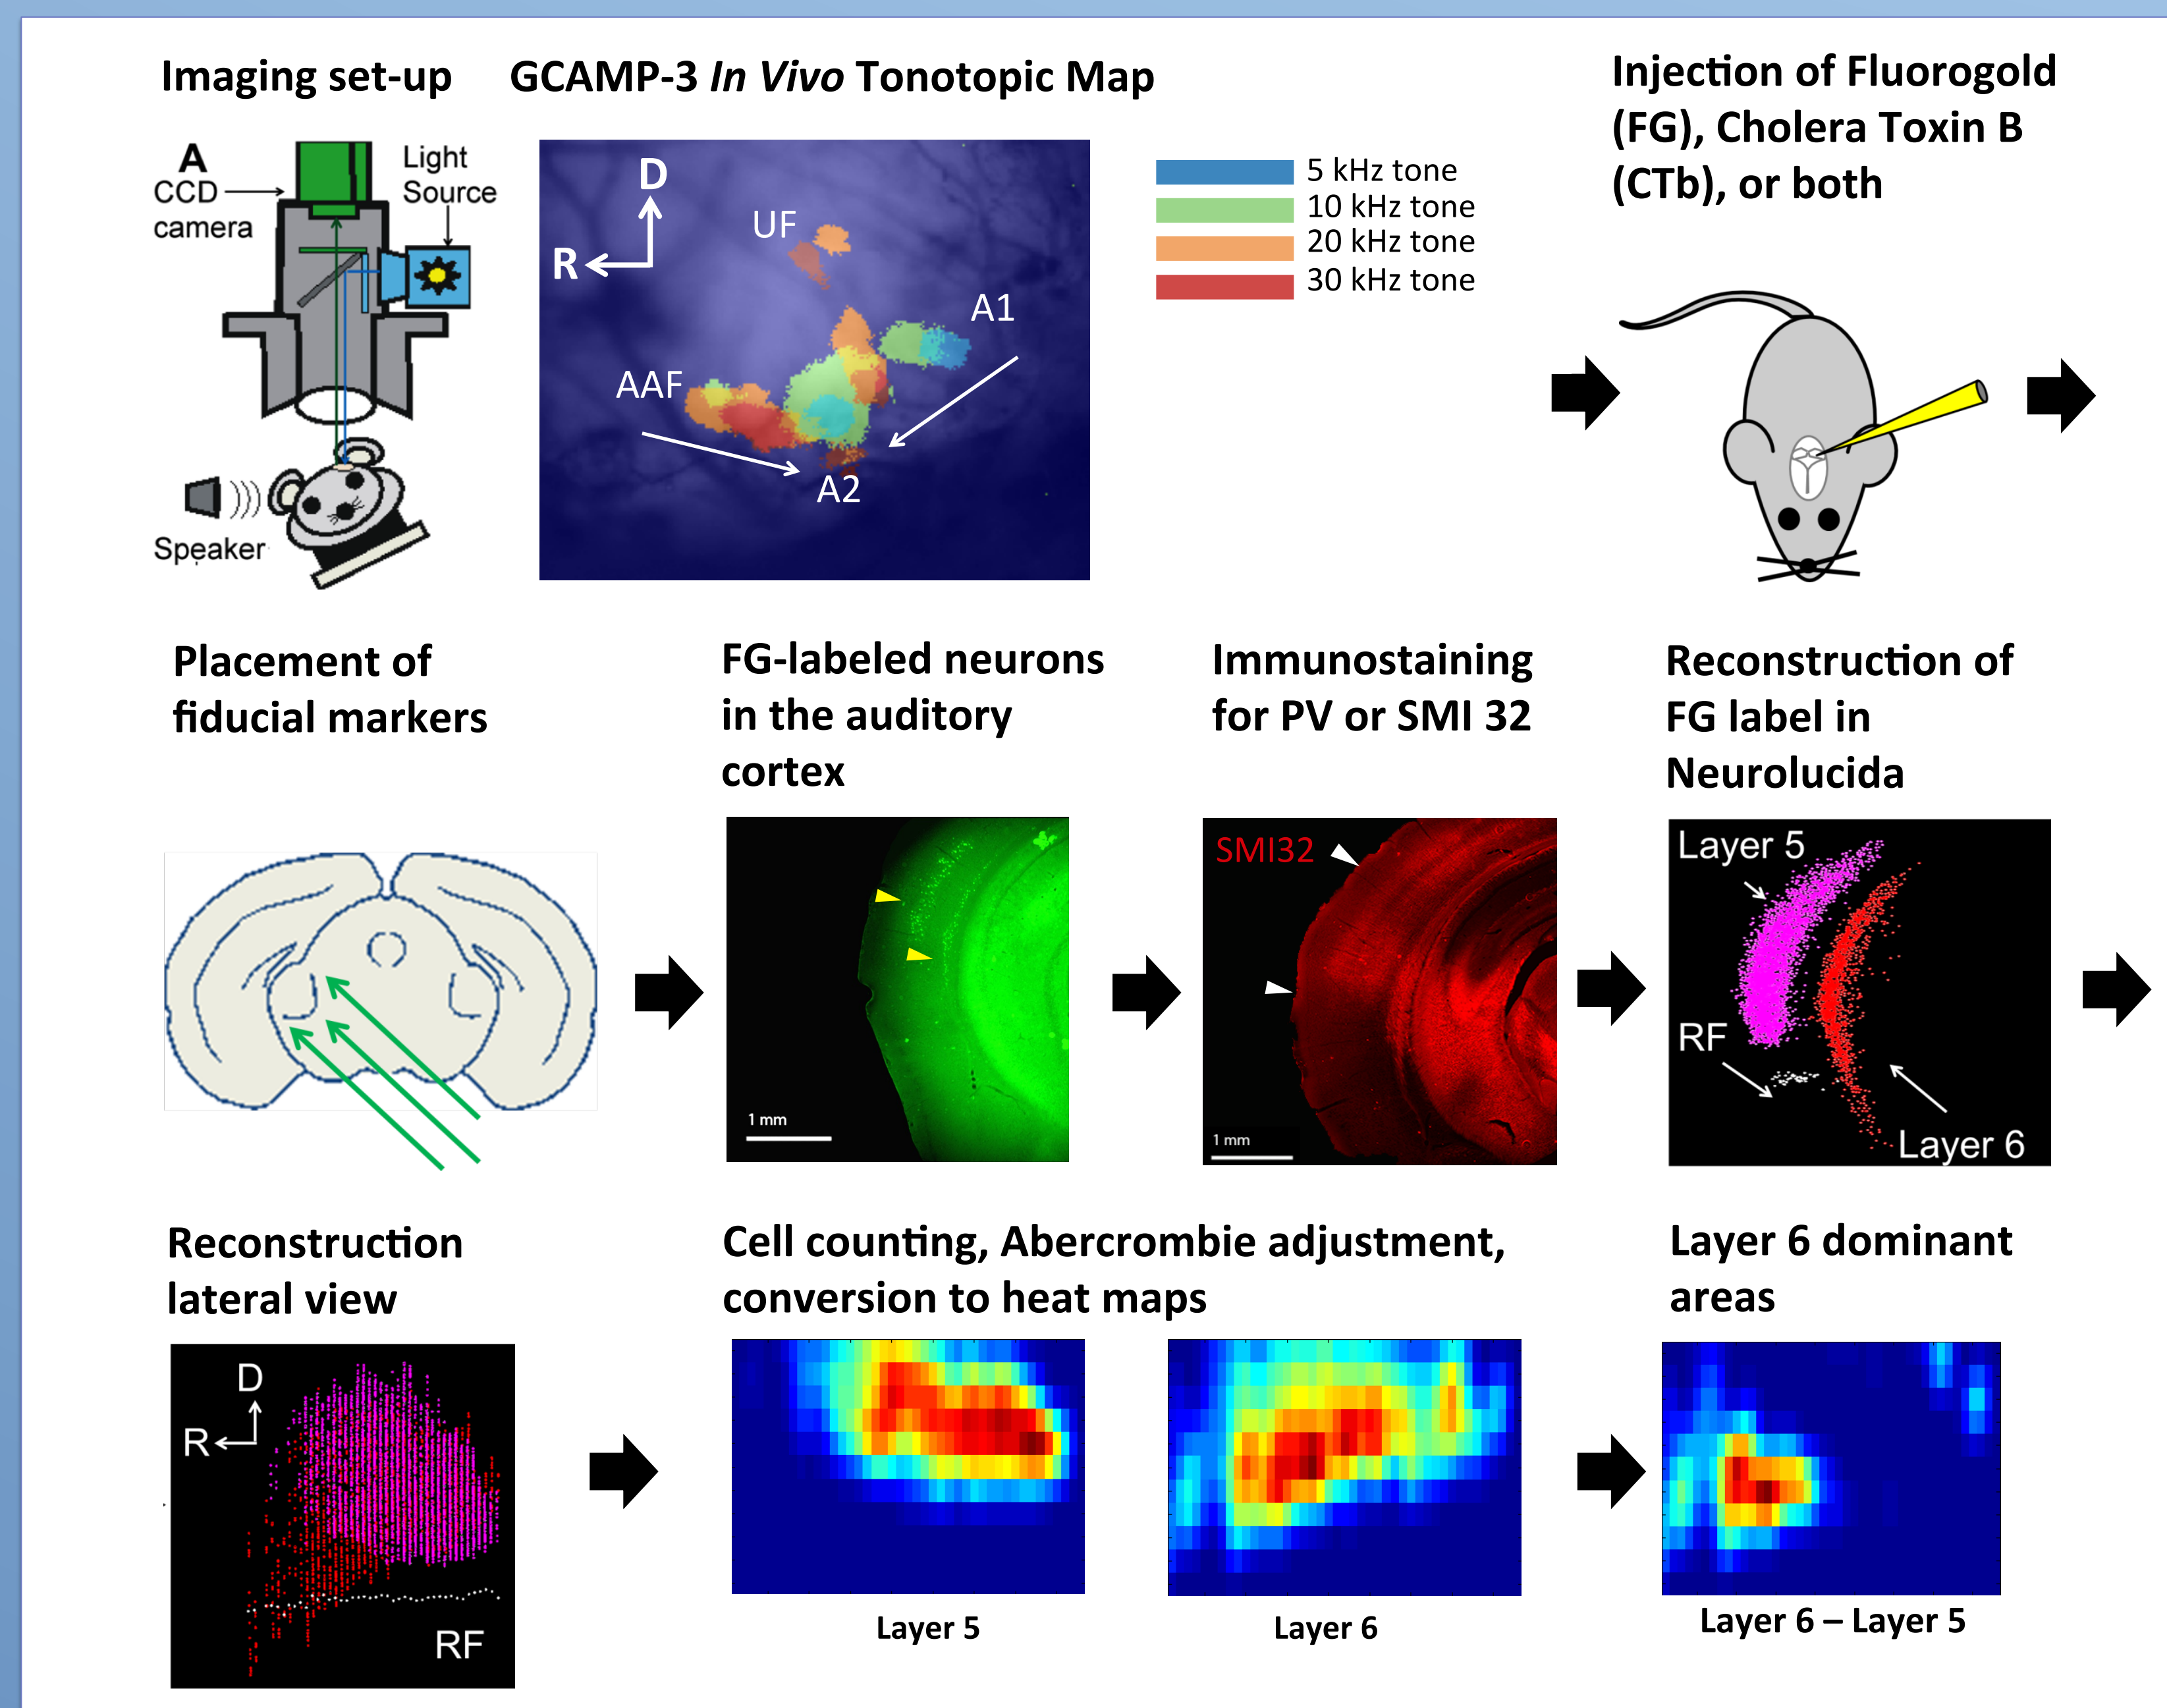 Imaging set-up
GCAMP-3 In Vivo Tonotopic Map
Injection of Fluorogold
(FG), Cholera Toxin B
(CTb), or both
A
CCD
camera
Light
Source
Speaker
D
R
UF
A1
AAF
A2
5 kHz tone
10 kHz tone
20 kHz tone
30 kHz tone
Placement of
fiducial markers
FG-labeled neurons
in the auditory
cortex
1 mm
Immunostaining
for PV or SMI 32
SMI32
1 mm
Reconstruction of
FG label in
Neurolucida
Layer 5
RF
Layer 6
Reconstruction
lateral view
D
R
RF
Cell counting, Abercrombie adjustment,
conversion to heat maps
Layer 5
Layer 6
Layer 6 dominant
areas
Layer 6 – Layer 5